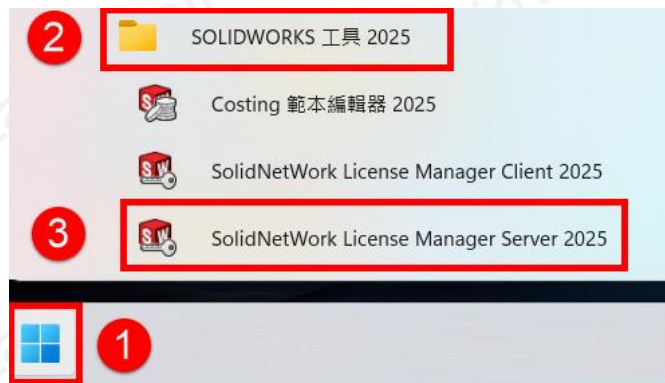 2 SOLIDWORKS 工具 2025
Costing 範本編輯器 2025
SolidNetWork License Manager Client 2025
3 SolidNetWork License Manager Server 2025
1